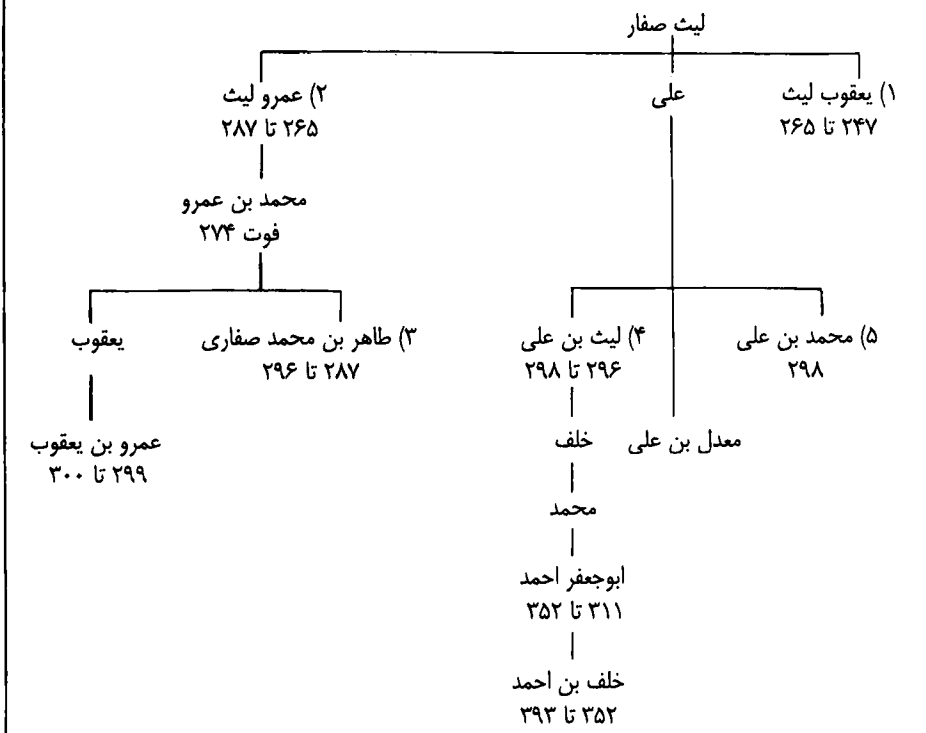 لیث صفار
۱) یعقوب لیث
۲۴۷ تا ۲۶۵
علی
۲) عمرو لیث
۲۶۵ تا ۲۸۷
محمد بن عمرو
فوت ۲۷۴
۵) محمد بن علی
۲۹۸
۴) لیث بن علی
۲۹۶ تا ۲۹۸
۳) طاهر بن محمد صفاری
۲۸۷ تا ۲۹۶
یعقوب
معدل بن علی
خلف
عمرو بن یعقوب
۲۹۹ تا ۳۰۰
محمد
ابوجعفر احمد
۳۱۱ تا ۳۵۲
خلف بن احمد
۳۵۲ تا ۳۹۳